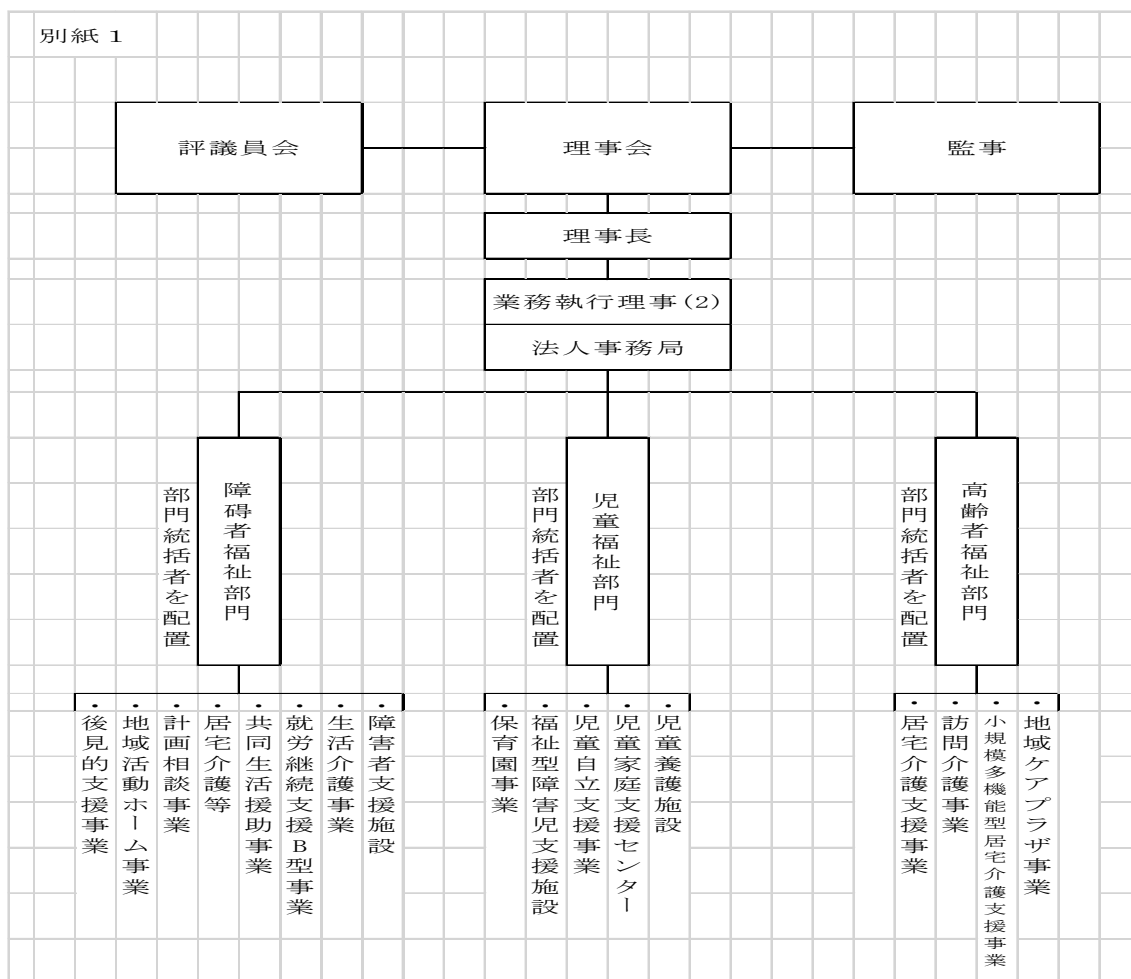 別紙 1
評議員会
理事会
監事
理事長
業務執行理事(2)
法人事務局
障碍者福祉部門
部門統括者を配置
児童福祉部門
部門統括者を配置
高齢者福祉部門
部門統括者を配置
・障害者支援施設
・生活介護事業
・就労継続支援B型事業
・共同生活援助事業
・居宅介護等
・計画相談事業
・地域活動ホーム事業
・後見的支援事業
・児童養護施設
・児童家庭支援センター
・児童自立支援事業
・福祉型障害児支援施設
・保育園事業
・地域ケアプラザ事業
・小規模多機能型居宅介護支援事業
・訪問介護事業
・居宅介護支援事業